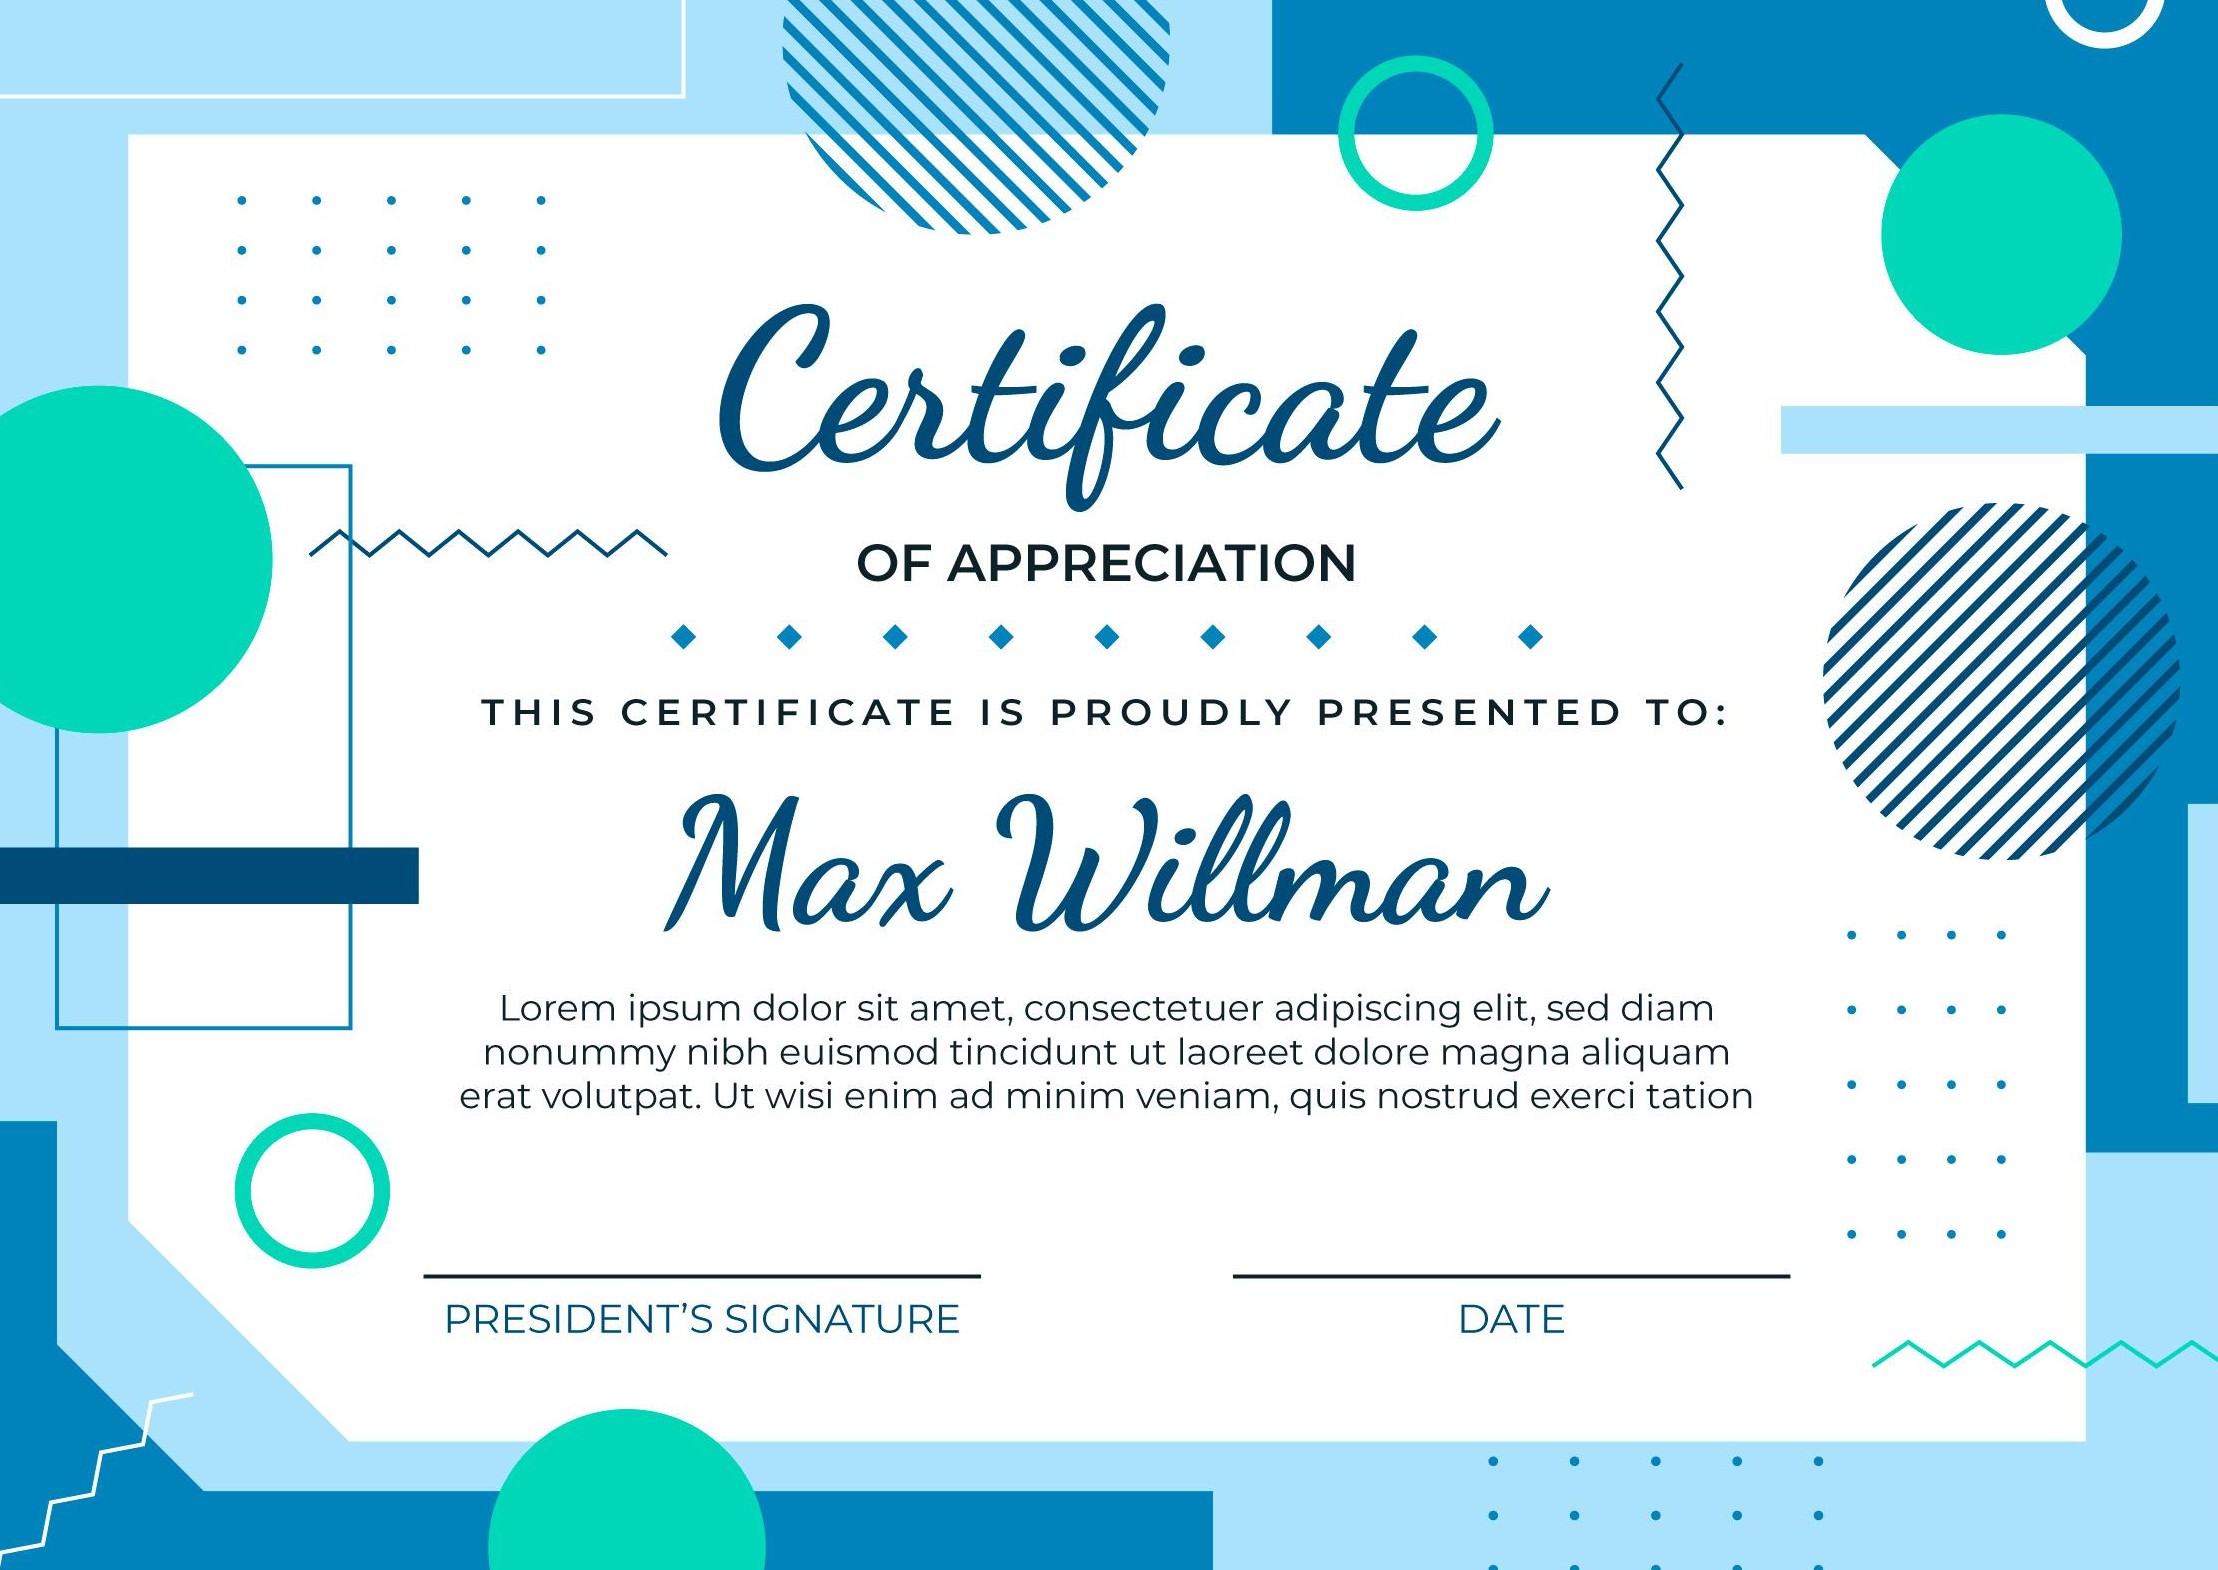 Certificate
OF APPRECIATION
THIS CERTIFICATE IS PROUDLY PRESENTED TO:
Max Willman
Lorem ipsum dolor sit amet, consectetuer adipiscing elit, sed diam
nonummy nibh euismod tincidunt ut laoreet dolore magna aliquam
erat volutpat. Ut wisi enim ad minim veniam, quis nostrud exerci tation
PRESIDENT’S SIGNATURE
DATE